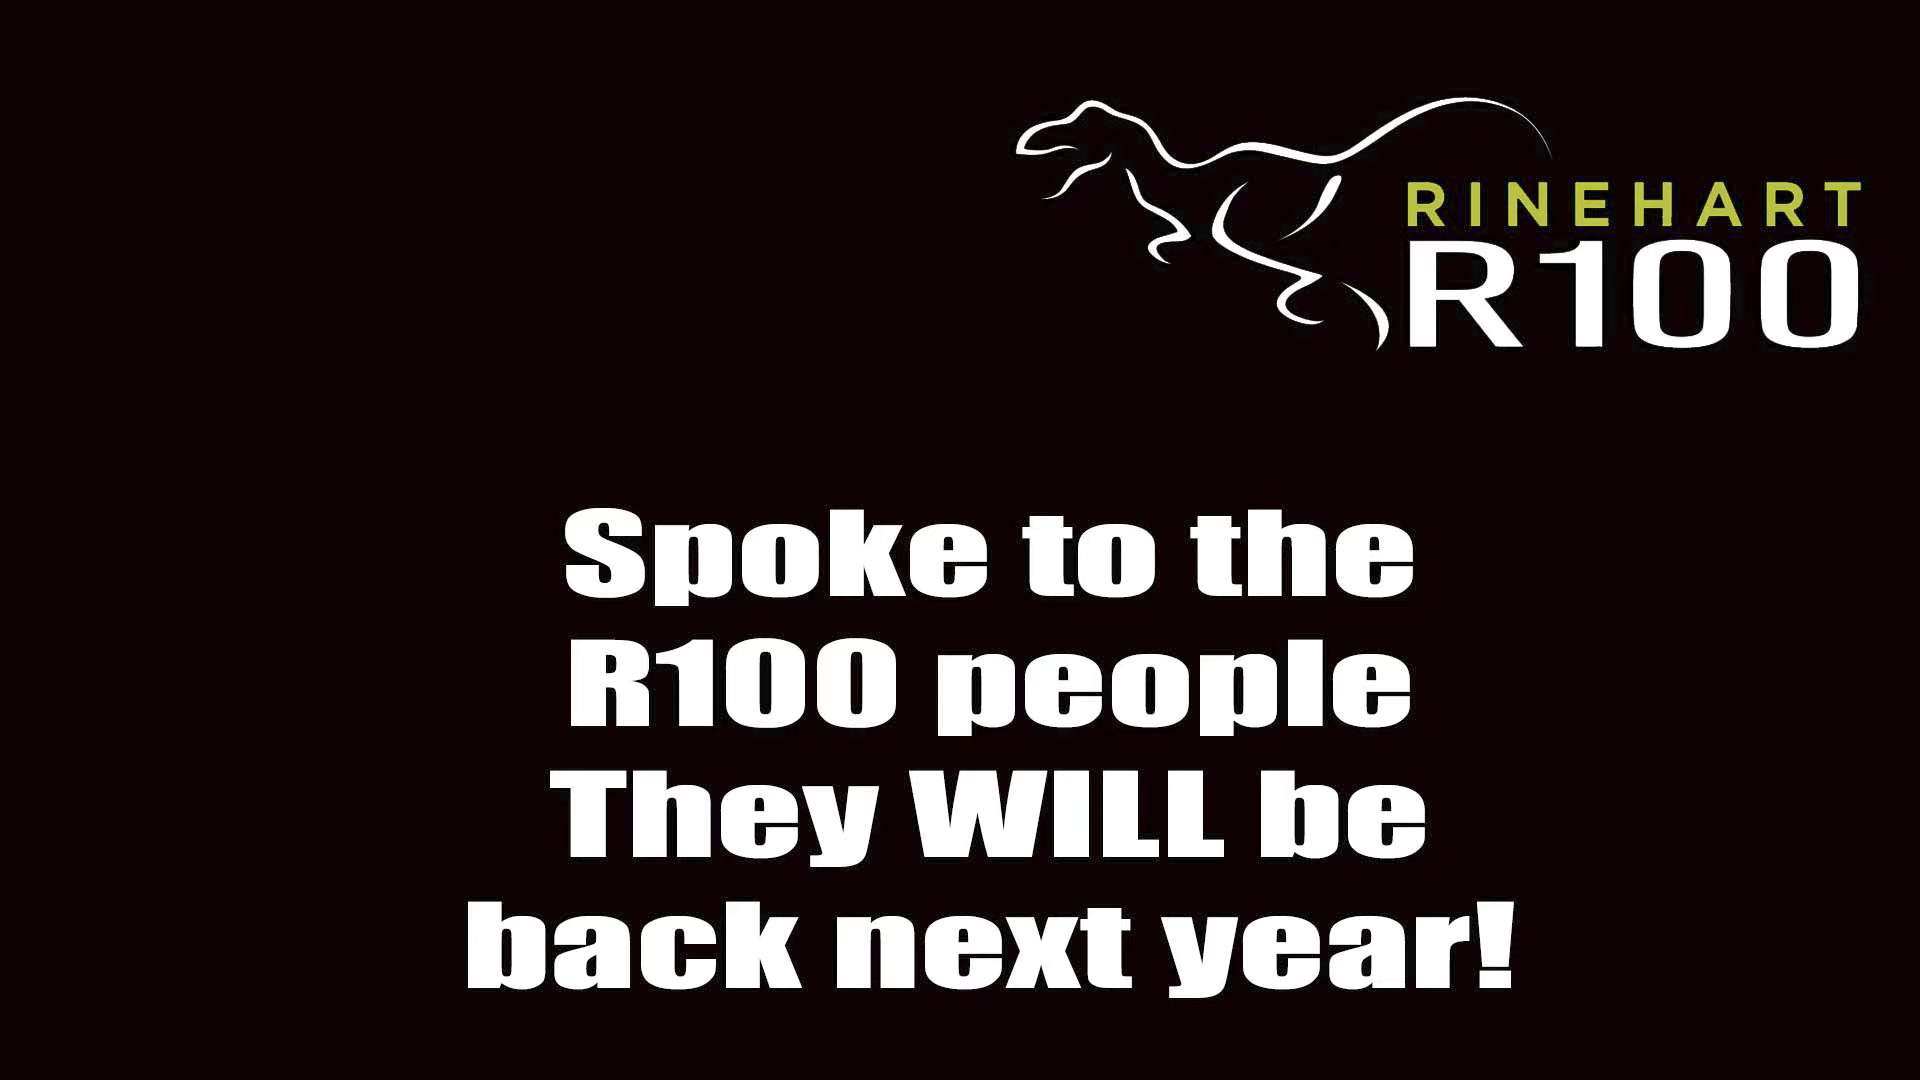 RINEHART
R100
Spoke to the
R100 people
They WILL be
back next year!